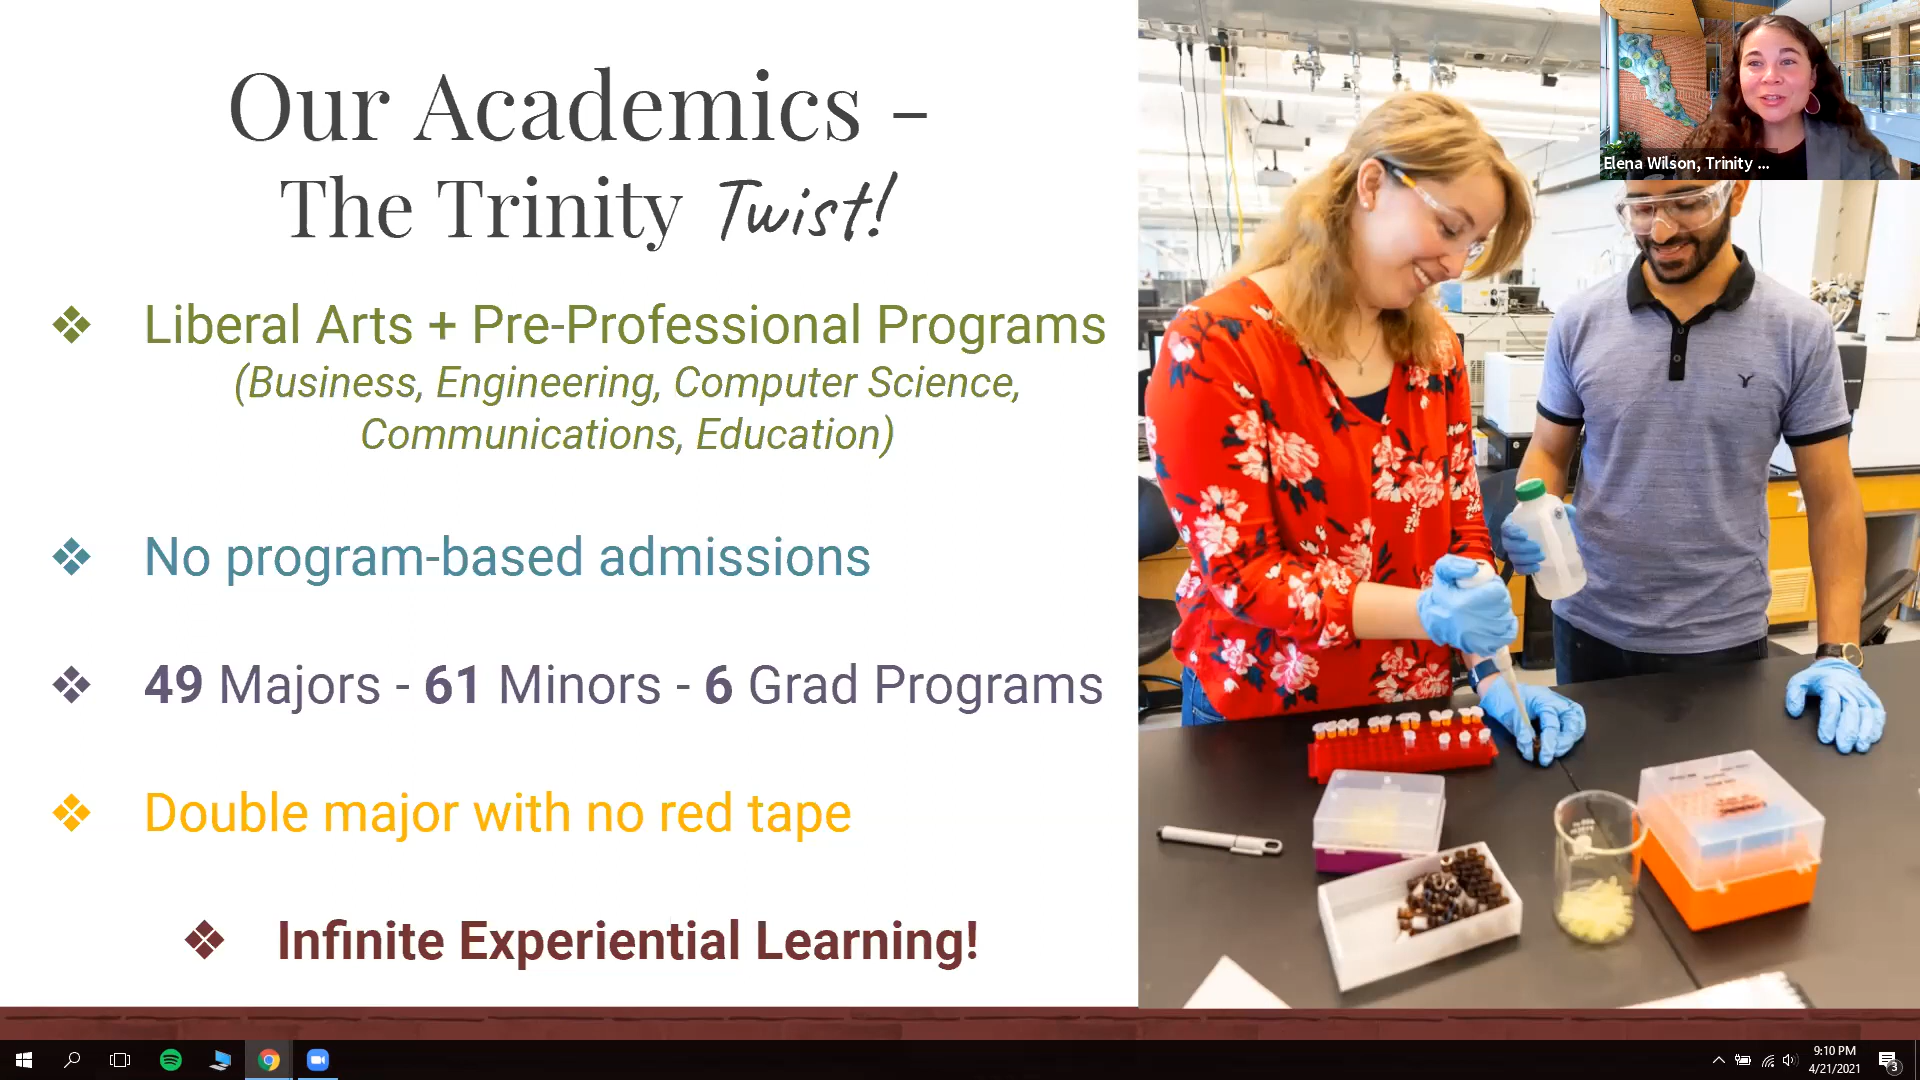 Our Academics -
The Trinity Twist!
❖ Liberal Arts + Pre-Professional Programs
(Business, Engineering, Computer Science,
Communications, Education)
❖ No program-based admissions
❖ 49 Majors - 61 Minors - 6 Grad Programs
❖ Double major with no red tape
❖ Infinite Experiential Learning!
Elena Wilson, Trinity ...
9:10 PM
4/21/2021
3